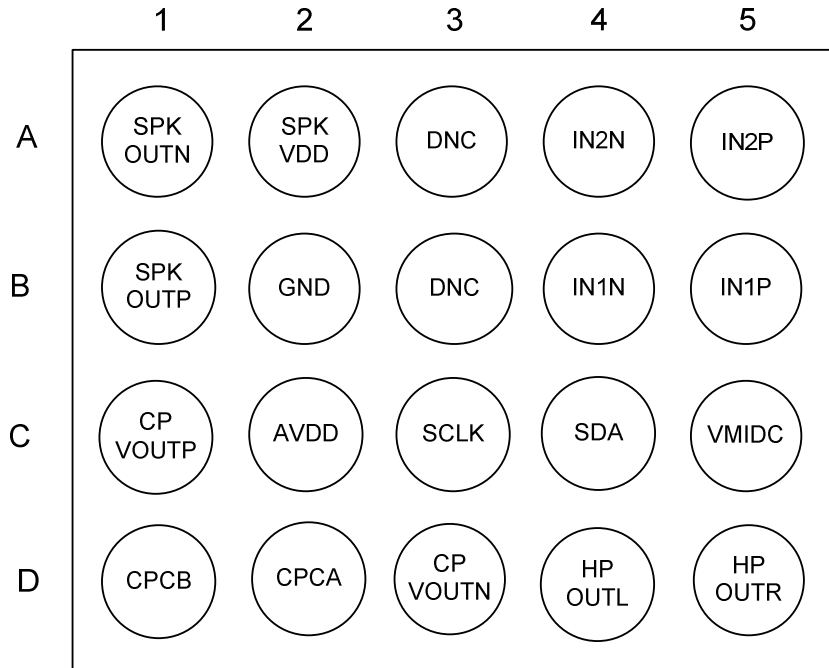 1 2 3 4 5
A
SPK
OUTN
SPK
VDD
DNC
IN2N
IN2P
B
SPK
OUTP
GND
DNC
IN1N
IN1P
C
CP
VOUTP
AVDD
SCLK
SDA
VMIDC
D
CPCB
CPCA
CP
VOUTN
HP
OUTL
HP
OUTR